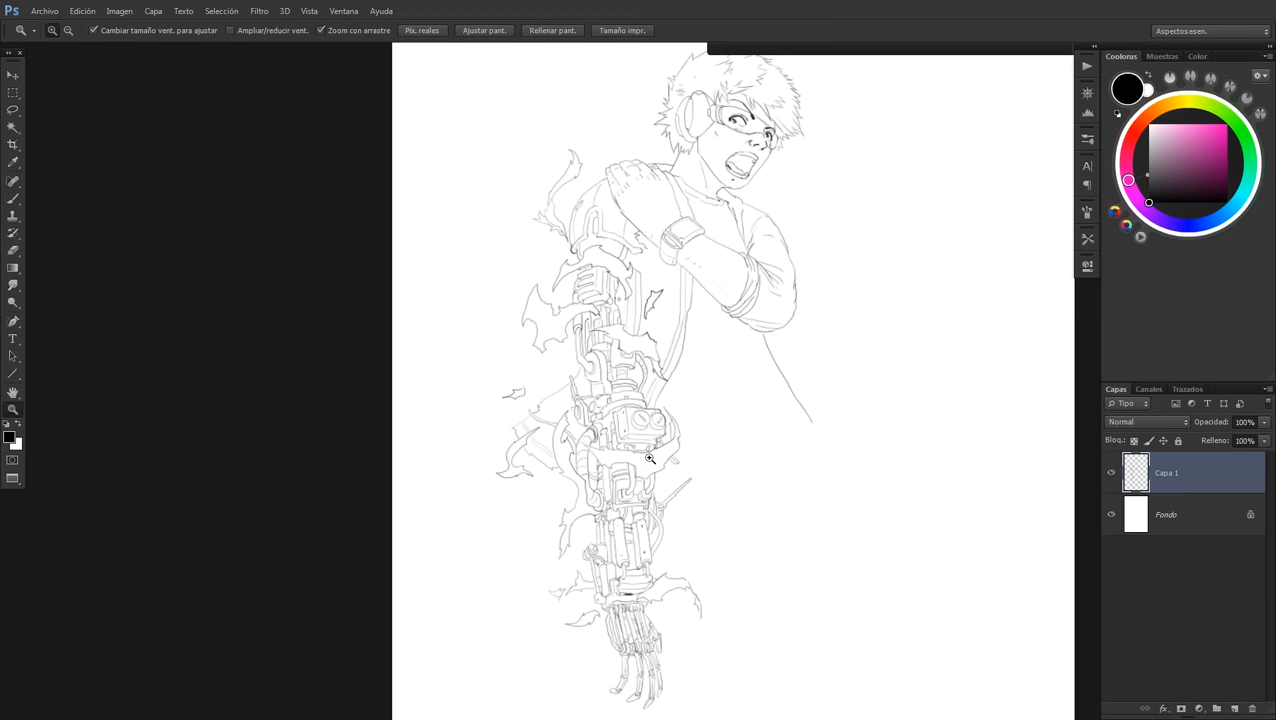 Ps Archivo Edición Imagen Capa Texto Selección Filtro 3D Vista Ventana Ayuda
Cambiar tamaño vent. para ajustar Ampliar/reducir vent. Zoom con arrastre Píx. reales Ajustar pant. Rellenar pant. Tamaño impr. Aspectos esen.
Coolorus Muestras Color
Capas Canales Trazados
Tipo
Normal Opacidad: 100%
Bloq.: Relleno: 100%
Capa 1
Fondo